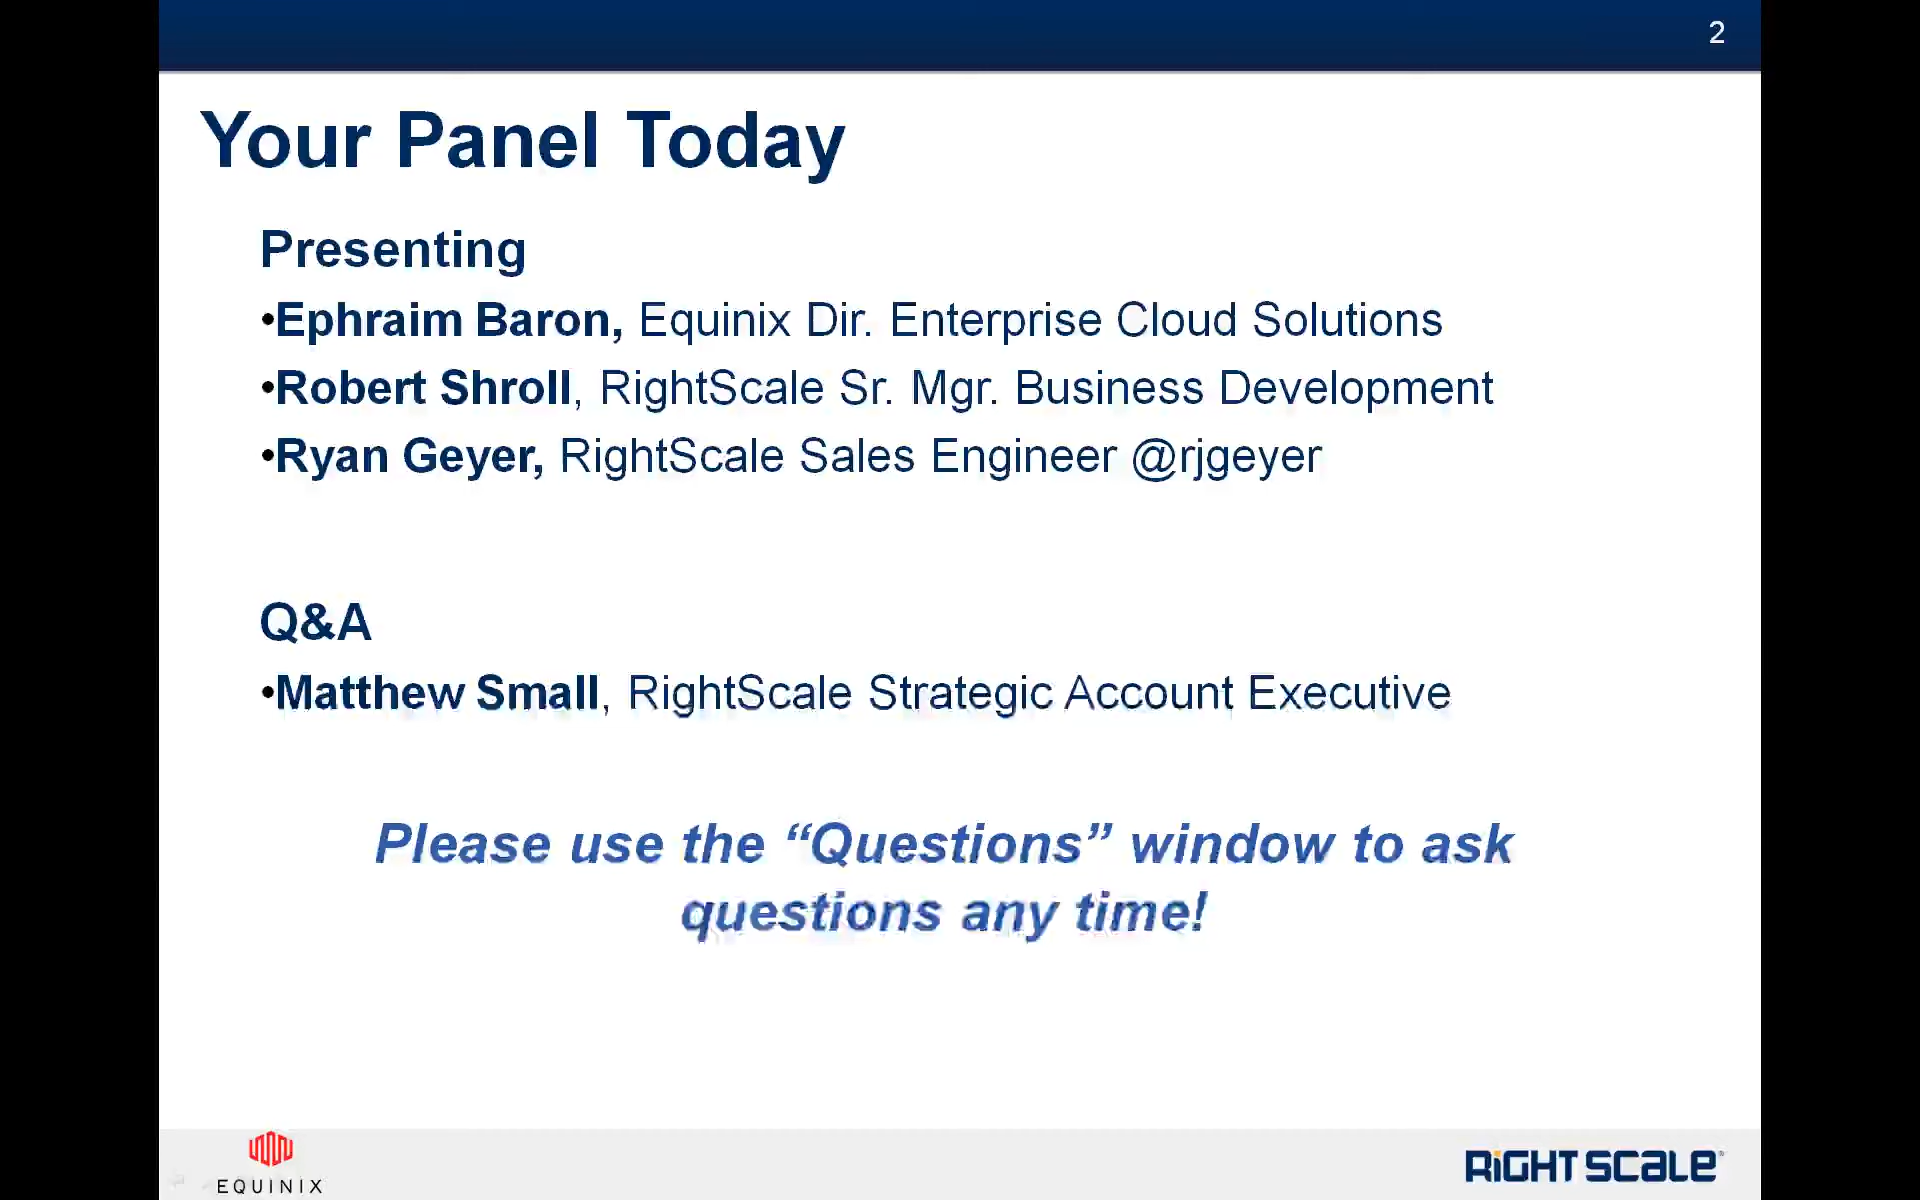 2
Your Panel Today
Presenting
•Ephraim Baron, Equinix Dir. Enterprise Cloud Solutions
•Robert Shroll, RightScale Sr. Mgr. Business Development
•Ryan Geyer, RightScale Sales Engineer @rjgeyer
Q&A
•Matthew Small, RightScale Strategic Account Executive
Please use the “Questions” window to ask
questions any time!
EQUINIX
RIGHTSCALE